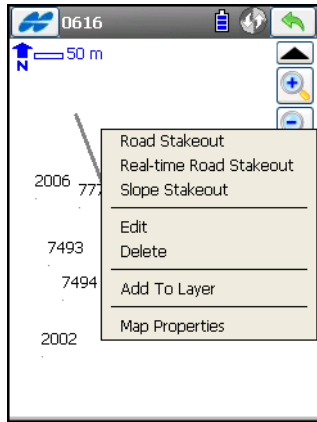 0616
50 m
N
Road Stakeout
Real-time Road Stakeout
2006
777
Slope Stakeout
Edit
7493
Delete
7494
Add To Layer
Map Properties
2002